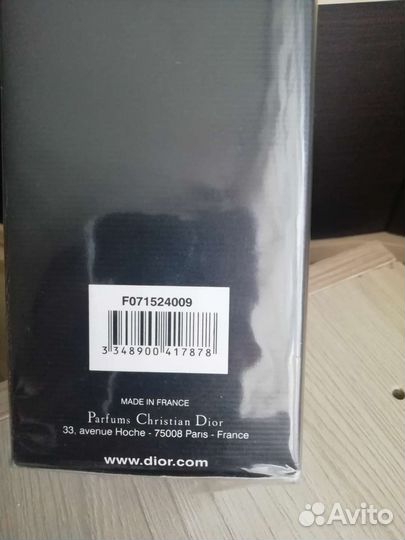 F071524009
3 348900 417878
MADE IN FRANCE
Parfums Christian Dior
33, avenue Hoche - 75008 Paris - France
www.dior.com
Avito